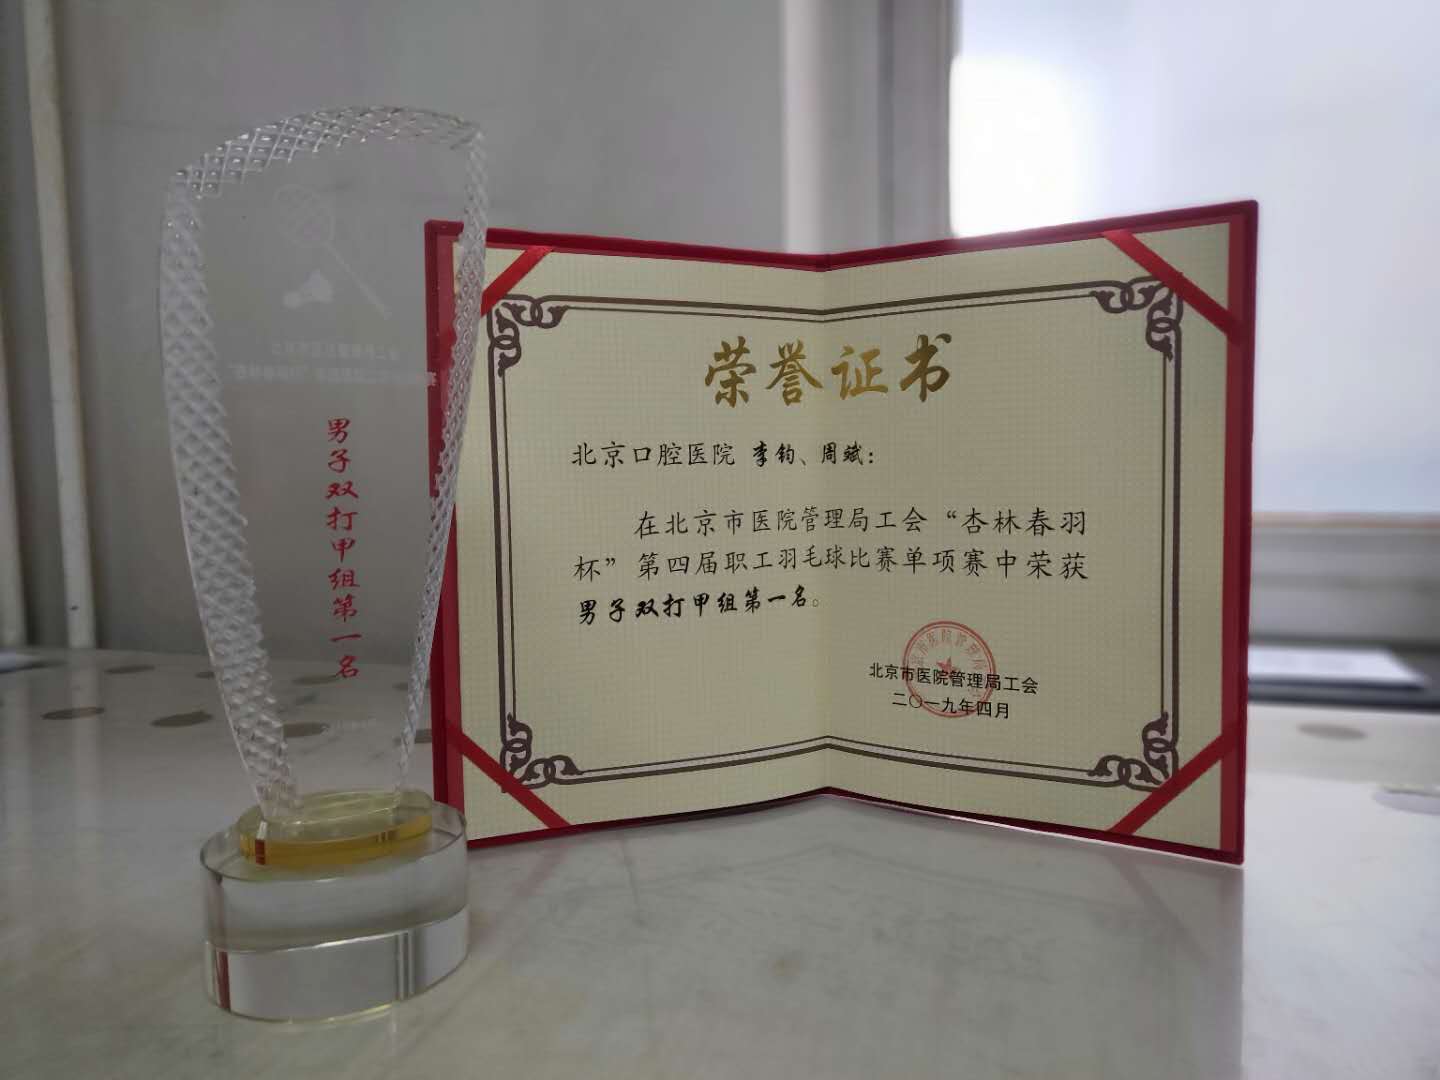 男子双打甲组第一名
荣誉证书
北京口腔医院 李钧、周斌：
在北京市医院管理局工会“杏林春羽
杯”第四届职工羽毛球比赛单项赛中荣获
男子双打甲组第一名。
北京市医院管理局工会
二〇一九年四月